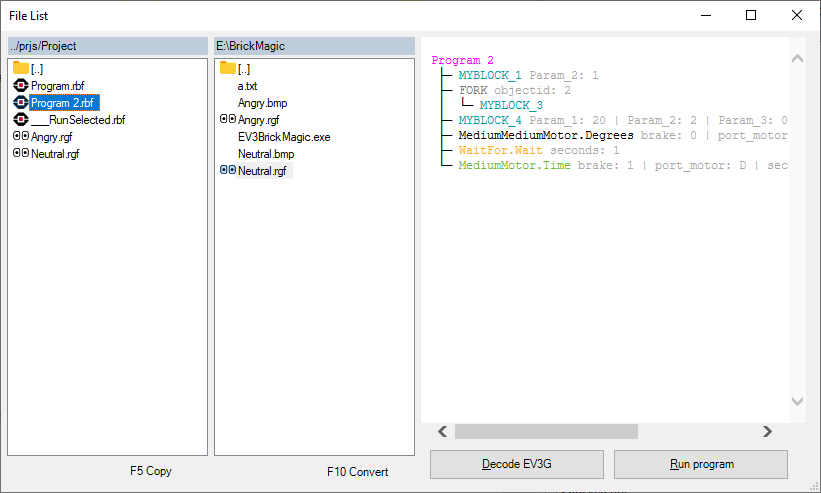 File List
../prjs/Project
[..]
Program.rbf
Program 2.rbf
___RunSelected.rbf
Angry.rgf
Neutral.rgf
E:\BrickMagic
[..]
a.txt
Angry.bmp
Angry.rgf
EV3BrickMagic.exe
Neutral.bmp
Neutral.rgf
Program 2
MYBLOCK_1 Param_2: 1
FORK objectid: 2
MYBLOCK_3
MYBLOCK_4 Param_1: 20 | Param_2: 2 | Param_3: 0
MediumMediumMotor.Degrees brake: 0 | port_motor
WaitFor.Wait seconds: 1
MediumMotor.Time brake: 1 | port_motor: D | sec
F5 Copy
F10 Convert
Decode EV3G
Run program